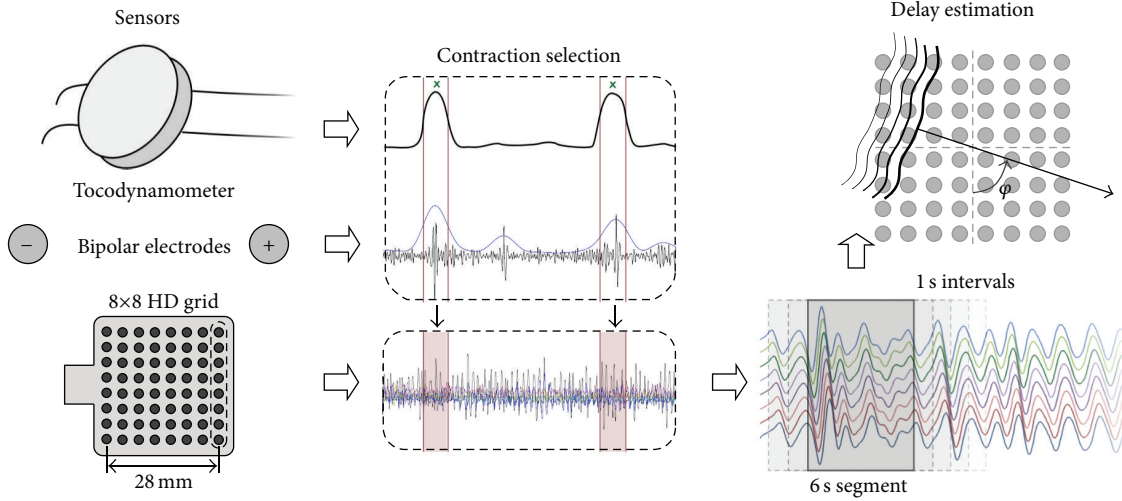 Sensors
Tocodynamometer
− Bipolar electrodes +
8×8 HD grid
28 mm
Contraction selection
x x
Delay estimation
φ
1 s intervals
6 s segment